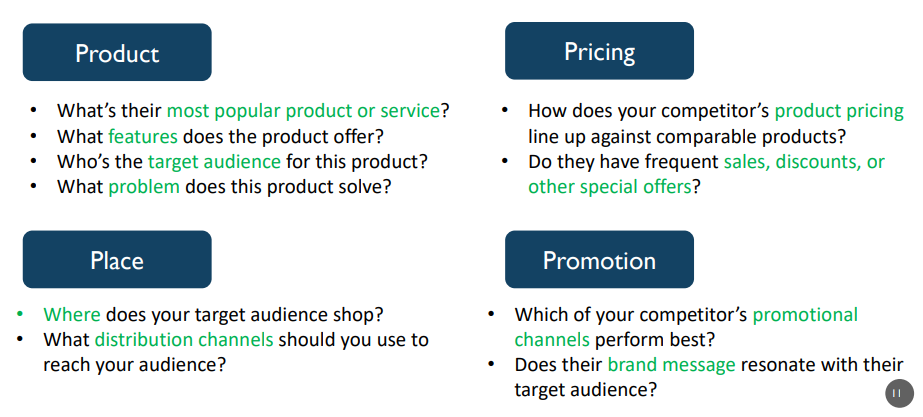 Product
• What's their most popular product or service?
• What features does the product offer?
• Who's the target audience for this product?
• What problem does this product solve?
Pricing
• How does your competitor's product pricing
line up against comparable products?
• Do they have frequent sales, discounts, or
other special offers?
Place
• Where does your target audience shop?
• What distribution channels should you use to
reach your audience?
Promotion
• Which of your competitor's promotional
channels perform best?
• Does their brand message resonate with their
target audience?